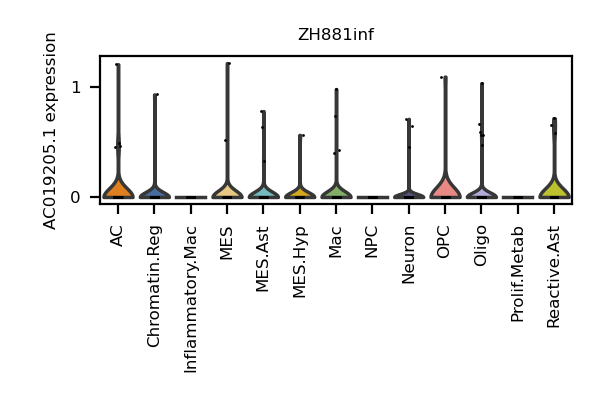 ZH881inf
AC019205.1 expression
1
0
AC
Chromatin.Reg
Inflammatory.Mac
MES
MES.Ast
MES.Hyp
Mac
NPC
Neuron
OPC
Oligo
Prolif.Metab
Reactive.Ast